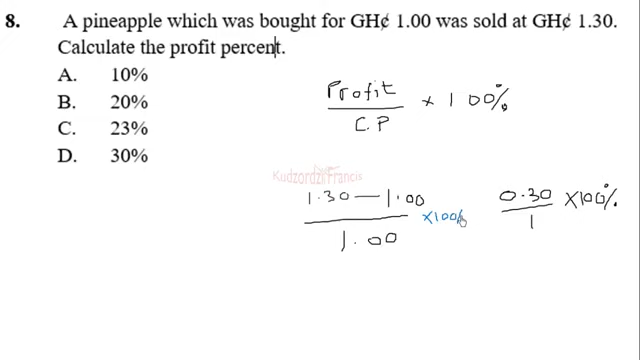 8. A pineapple which was bought for GH¢ 1.00 was sold at GH¢ 1.30.
Calculate the profit percent.
A. 10%
B. 20%
C. 23%
D. 30%
Profit
C.P
× 100%
Kudzordzi Francis
1.30 — 1.00
1.00
×100%
0.30
1
×100%